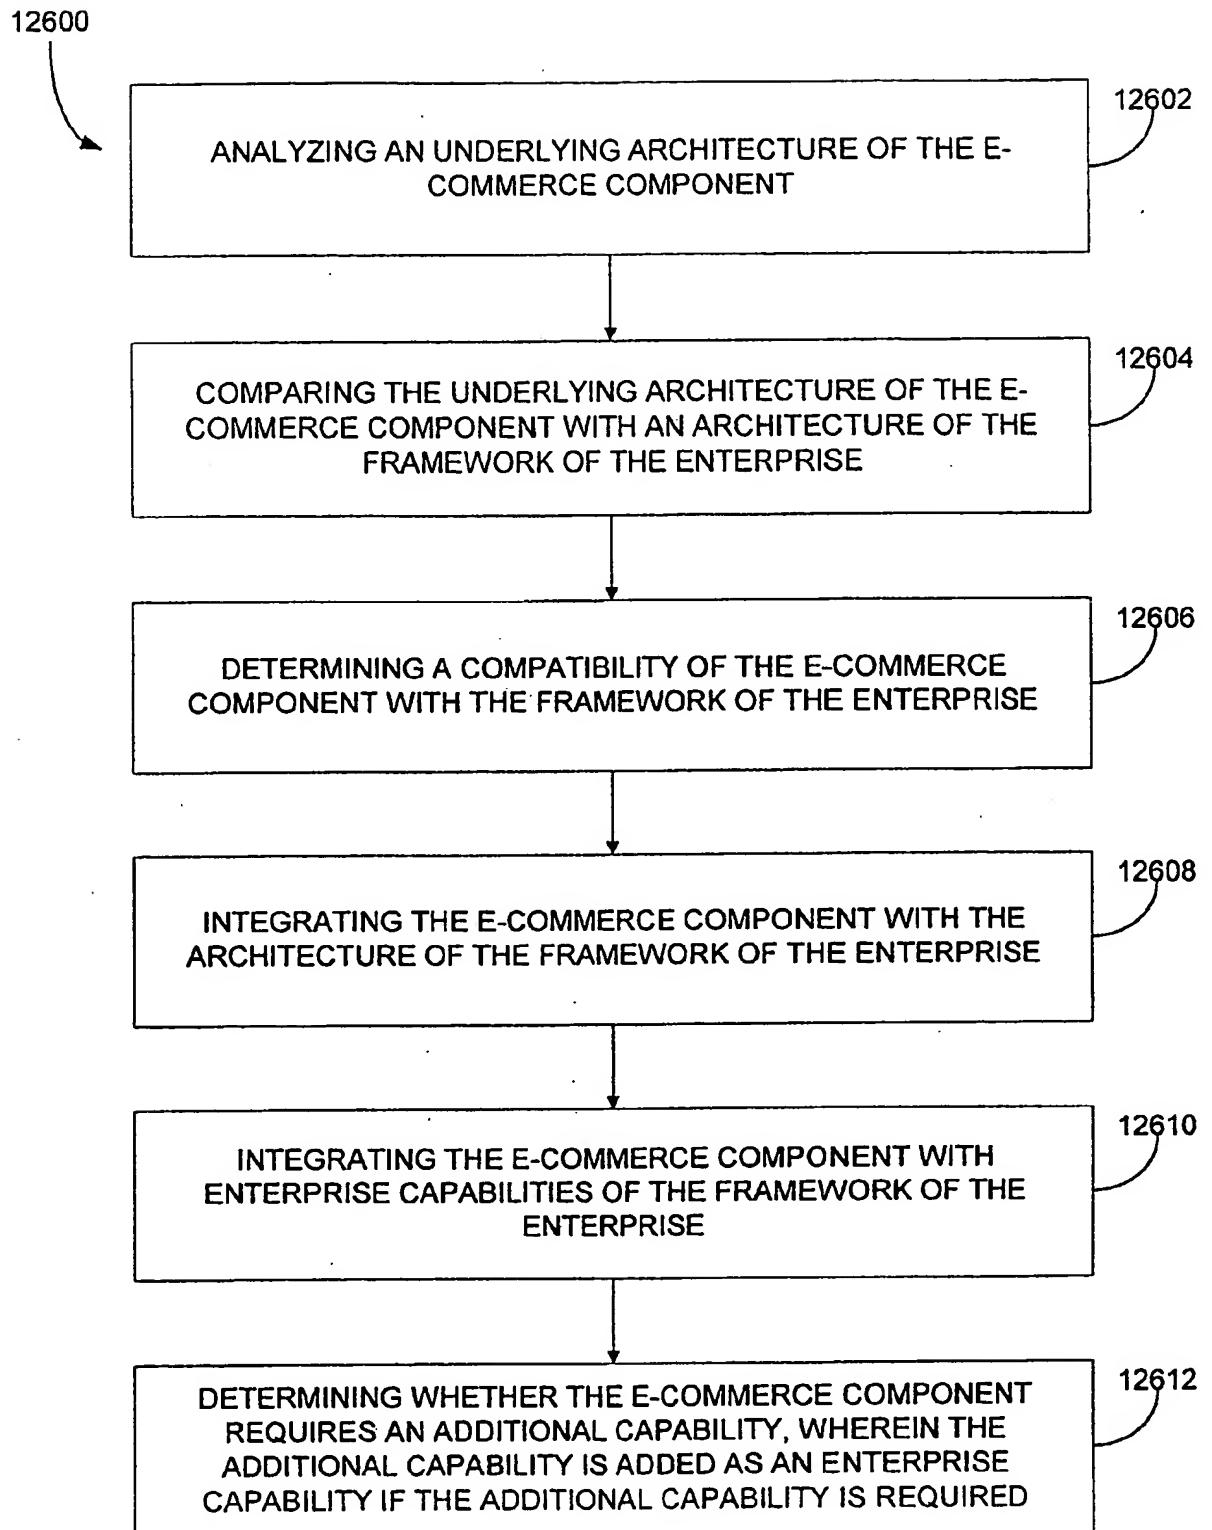 12600
12602
ANALYZING AN UNDERLYING ARCHITECTURE OF THE E-
COMMERCE COMPONENT
12604
COMPARING THE UNDERLYING ARCHITECTURE OF THE E-
COMMERCE COMPONENT WITH AN ARCHITECTURE OF THE
FRAMEWORK OF THE ENTERPRISE
12606
DETERMINING A COMPATIBILITY OF THE E-COMMERCE
COMPONENT WITH THE FRAMEWORK OF THE ENTERPRISE
12608
INTEGRATING THE E-COMMERCE COMPONENT WITH THE
ARCHITECTURE OF THE FRAMEWORK OF THE ENTERPRISE
12610
INTEGRATING THE E-COMMERCE COMPONENT WITH
ENTERPRISE CAPABILITIES OF THE FRAMEWORK OF THE
ENTERPRISE
12612
DETERMINING WHETHER THE E-COMMERCE COMPONENT
REQUIRES AN ADDITIONAL CAPABILITY, WHEREIN THE
ADDITIONAL CAPABILITY IS ADDED AS AN ENTERPRISE
CAPABILITY IF THE ADDITIONAL CAPABILITY IS REQUIRED